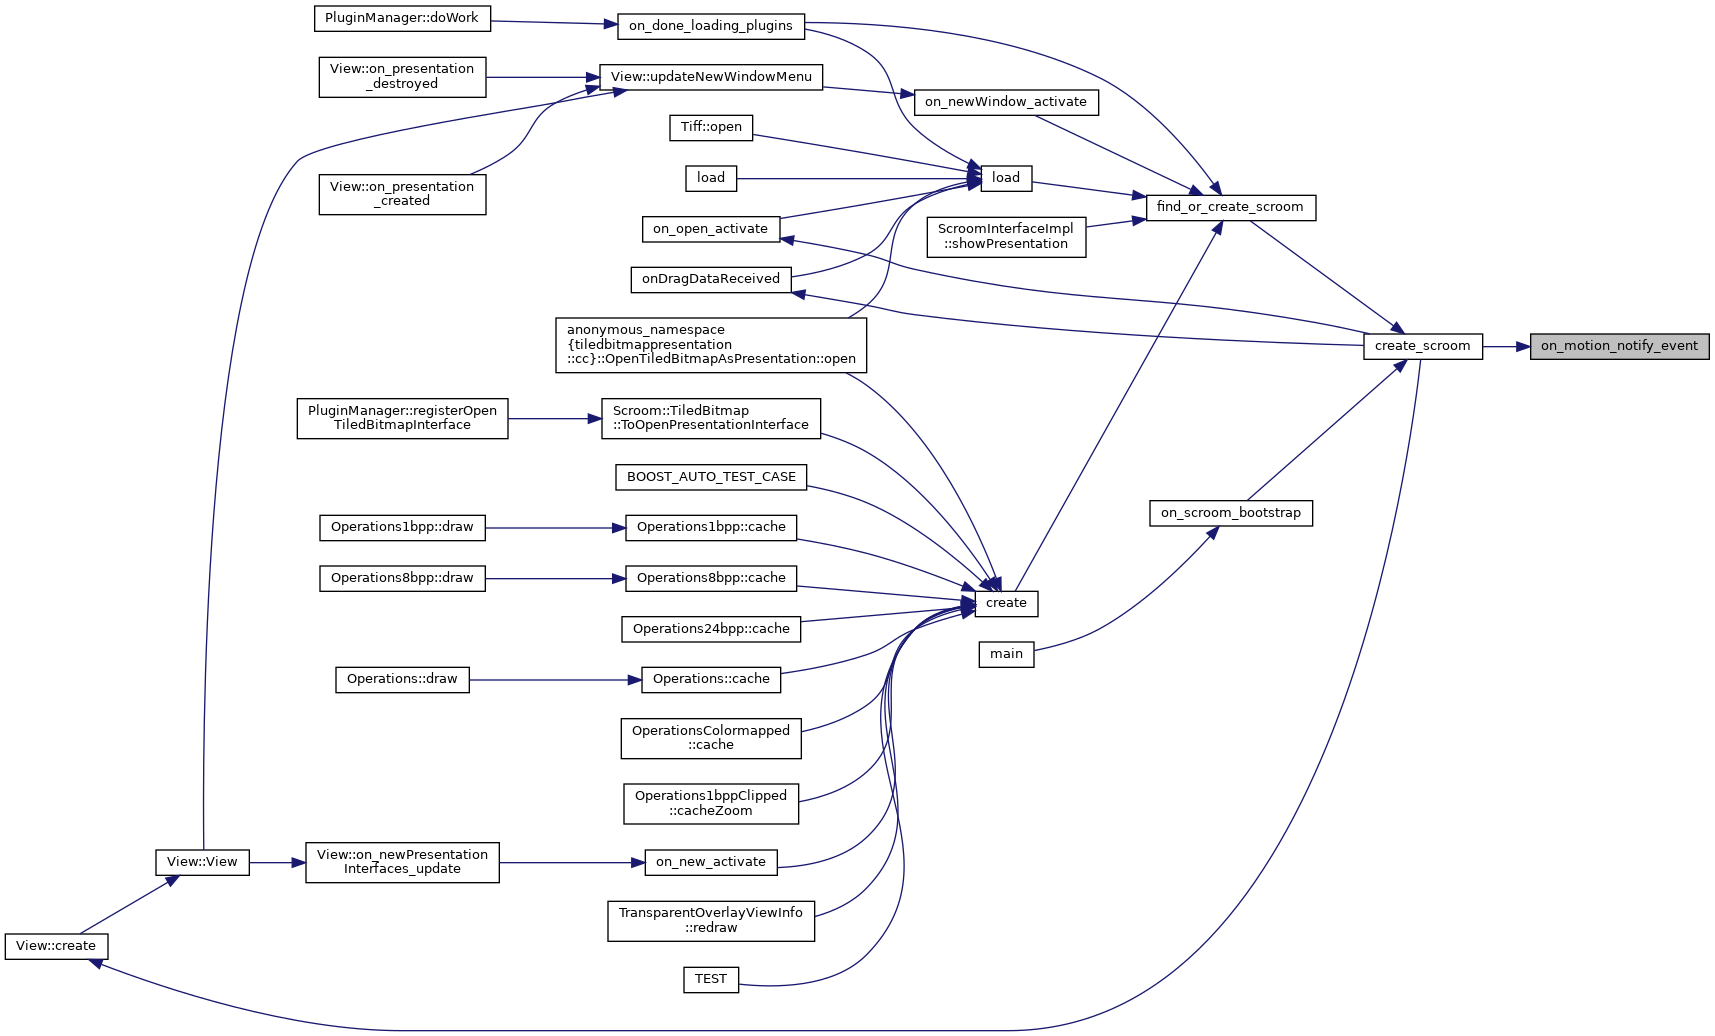 PluginManager::doWork
on_done_loading_plugins
View::on_presentation
_destroyed
View::updateNewWindowMenu
on_newWindow_activate
Tiff::open
load
load
View::on_presentation
_created
find_or_create_scroom
on_open_activate
ScroomInterfaceImpl
::showPresentation
onDragDataReceived
anonymous_namespace
{tiledbitmappresentation
::cc}::OpenTiledBitmapAsPresentation::open
create_scroom
on_motion_notify_event
PluginManager::registerOpen
TiledBitmapInterface
Scroom::TiledBitmap
::ToOpenPresentationInterface
BOOST_AUTO_TEST_CASE
Operations1bpp::draw
Operations1bpp::cache
on_scroom_bootstrap
Operations8bpp::draw
Operations8bpp::cache
create
Operations24bpp::cache
main
Operations::draw
Operations::cache
OperationsColormapped
::cache
Operations1bppClipped
::cacheZoom
View::View
View::on_newPresentation
Interfaces_update
on_new_activate
TransparentOverlayViewInfo
::redraw
View::create
TEST